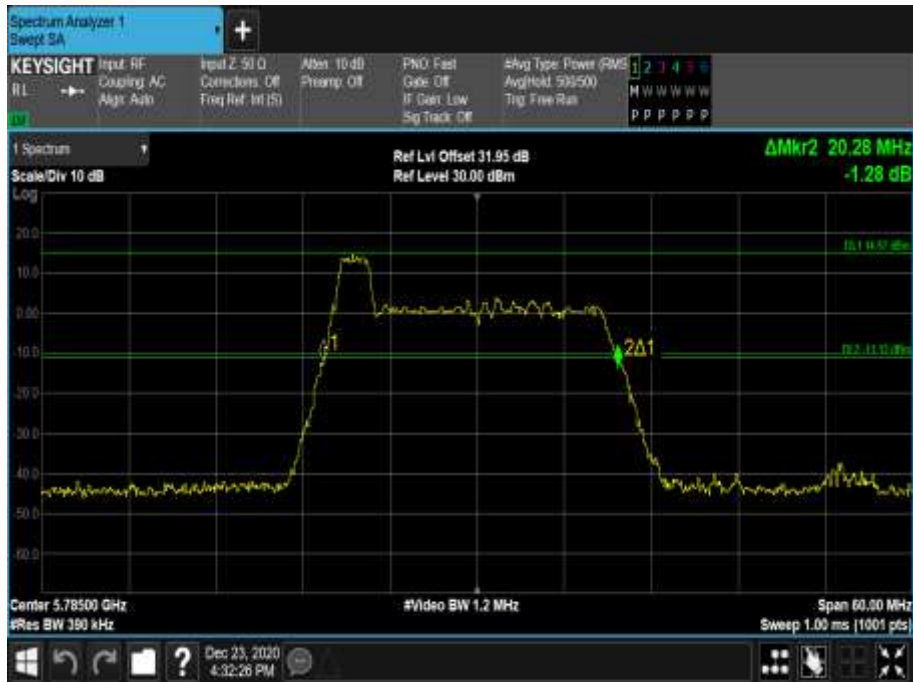 Spectrum Analyzer 1
Swept SA
+
KEYSIGHT
RL
Input: RF
Coupling: AC
Align: Auto
Input Z: 50 Ω
Corrections: Off
Freq Ref: Int (S)
Atten: 10 dB
Preamp: Off
PNO: Fast
Gate: Off
IF Gain: Low
Sig Track: Off
#Avg Type: Power (RMS
Avg|Hold: 500/500
Trig: Free Run
1 2 3 4 5 6
M W W W W W
P P P P P P
1 Spectrum
Scale/Div 10 dB
Log
Ref Lvl Offset 31.95 dB
Ref Level 30.00 dBm
ΔMkr2 20.28 MHz
-1.28 dB
20.0
10.0
0.00
-10.0
-20.0
-30.0
-40.0
-50.0
-60.0
1
2Δ1
Center 5.78500 GHz
#Res BW 390 kHz
#Video BW 1.2 MHz
Span 60.00 MHz
Sweep 1.00 ms (1001 pts)
?
Dec 23, 2020
4:32:26 PM